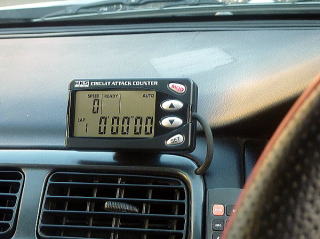 HKS CIRCUIT ATTACK COUNTER
SPEED READY AUTO
0
LAP
1 0'00'00